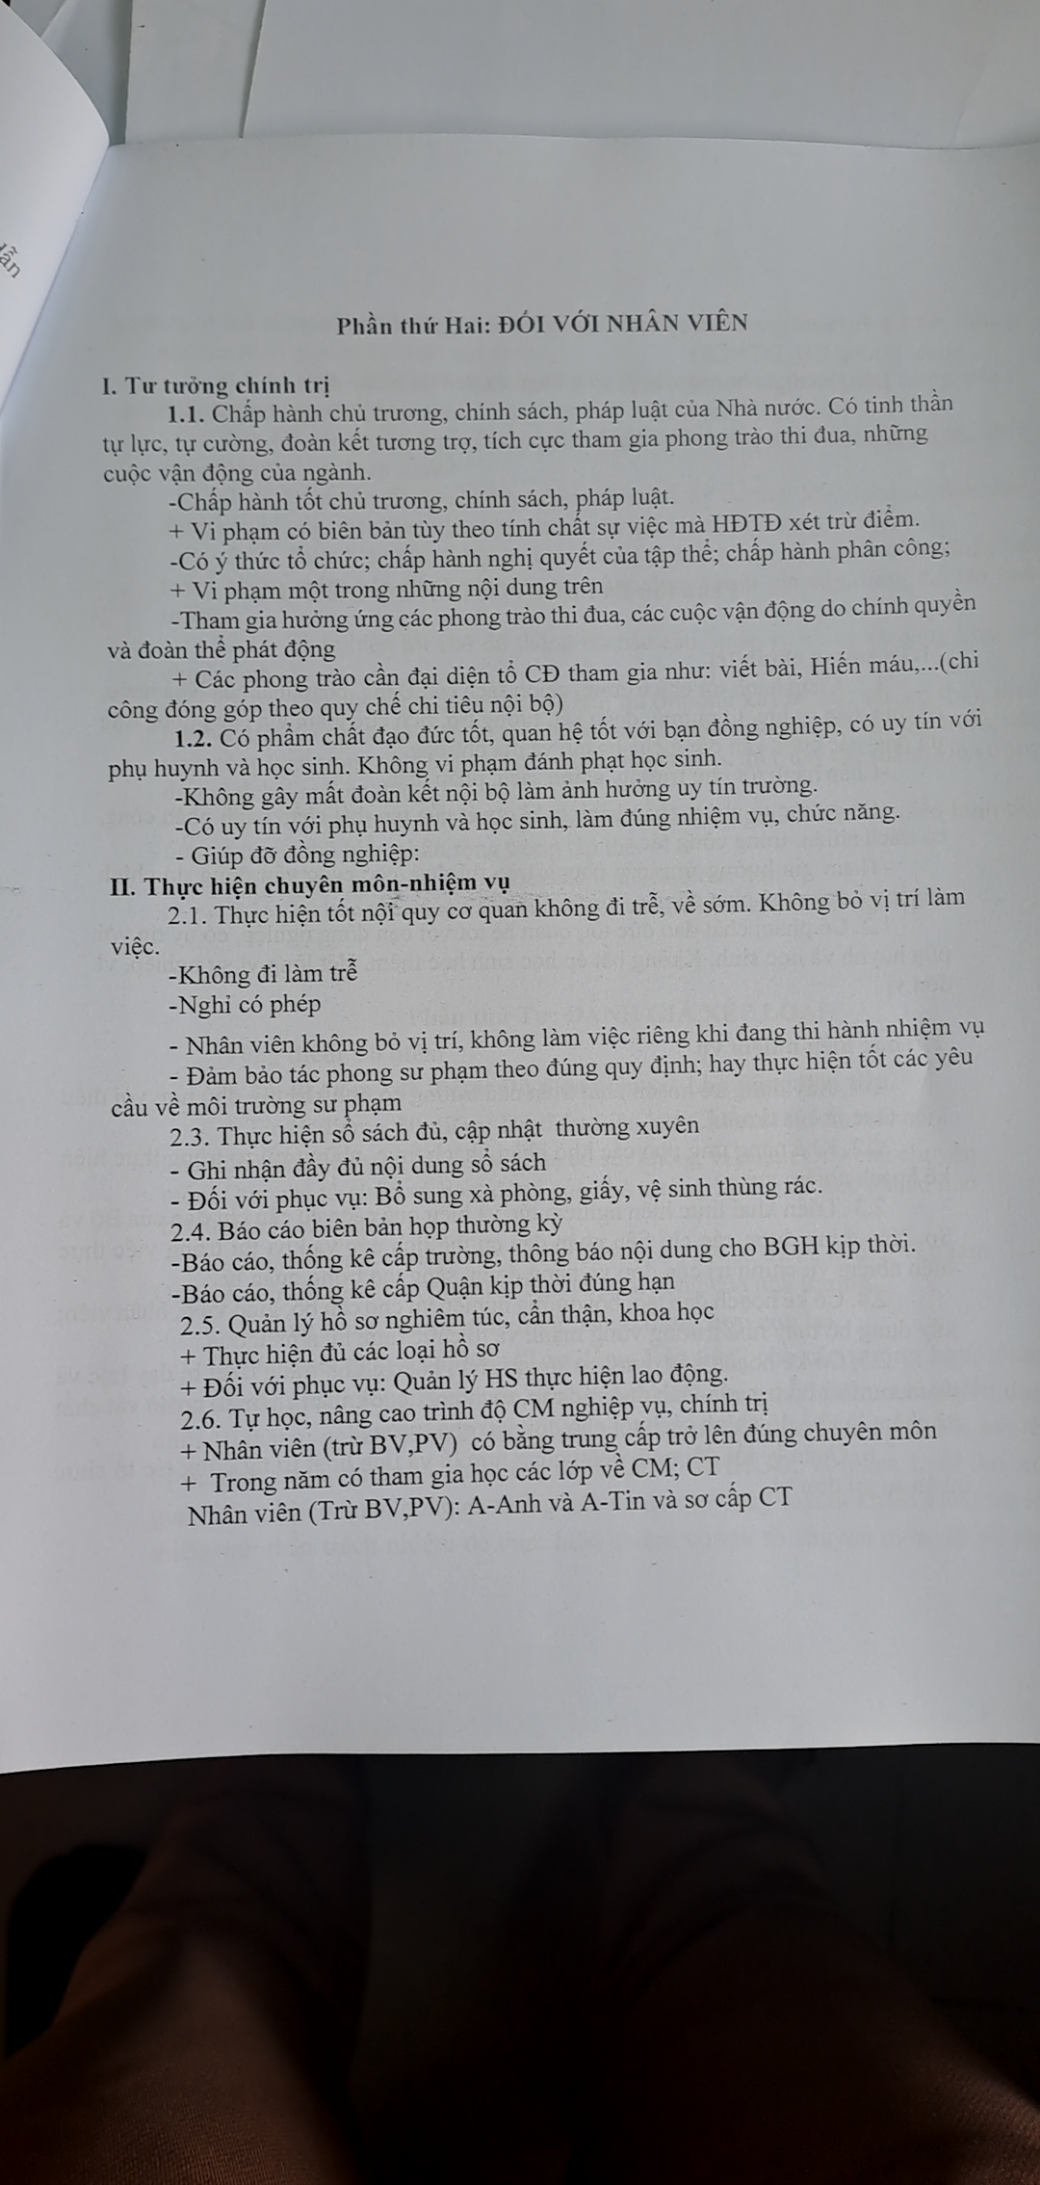 dẫn
Phần thứ Hai: ĐỐI VỚI NHÂN VIÊN
I. Tư tưởng chính trị
1.1. Chấp hành chủ trương, chính sách, pháp luật của Nhà nước. Có tinh thần
tự lực, tự cường, đoàn kết tương trợ, tích cực tham gia phong trào thi đua, những
cuộc vận động của ngành.
-Chấp hành tốt chủ trương, chính sách, pháp luật.
+ Vi phạm có biên bản tùy theo tính chất sự việc mà HĐTĐ xét trừ điểm.
-Có ý thức tổ chức; chấp hành nghị quyết của tập thể; chấp hành phân công;
+ Vi phạm một trong những nội dung trên
-Tham gia hưởng ứng các phong trào thi đua, các cuộc vận động do chính quyền
và đoàn thể phát động
+ Các phong trào cần đại diện tổ CĐ tham gia như: viết bài, Hiến máu,...(chi
công đóng góp theo quy chế chi tiêu nội bộ)
1.2. Có phẩm chất đạo đức tốt, quan hệ tốt với bạn đồng nghiệp, có uy tín với
phụ huynh và học sinh. Không vi phạm đánh phạt học sinh.
-Không gây mất đoàn kết nội bộ làm ảnh hưởng uy tín trường.
-Có uy tín với phụ huynh và học sinh, làm đúng nhiệm vụ, chức năng.
- Giúp đỡ đồng nghiệp:
II. Thực hiện chuyên môn-nhiệm vụ
2.1. Thực hiện tốt nội quy cơ quan không đi trễ, về sớm. Không bỏ vị trí làm
việc.
-Không đi làm trễ
-Nghỉ có phép
- Nhân viên không bỏ vị trí, không làm việc riêng khi đang thi hành nhiệm vụ
- Đảm bảo tác phong sư phạm theo đúng quy định; hay thực hiện tốt các yêu
cầu về môi trường sư phạm
2.3. Thực hiện sổ sách đủ, cập nhật thường xuyên
- Ghi nhận đầy đủ nội dung sổ sách
- Đối với phục vụ: Bổ sung xà phòng, giấy, vệ sinh thùng rác.
2.4. Báo cáo biên bản họp thường kỳ
-Báo cáo, thống kê cấp trường, thông báo nội dung cho BGH kịp thời.
-Báo cáo, thống kê cấp Quận kịp thời đúng hạn
2.5. Quản lý hồ sơ nghiêm túc, cẩn thận, khoa học
+ Thực hiện đủ các loại hồ sơ
+ Đối với phục vụ: Quản lý HS thực hiện lao động.
2.6. Tự học, nâng cao trình độ CM nghiệp vụ, chính trị
+ Nhân viên (trừ BV,PV) có bằng trung cấp trở lên đúng chuyên môn
+ Trong năm có tham gia học các lớp về CM; CT
Nhân viên (Trừ BV,PV): A-Anh và A-Tin và sơ cấp CT